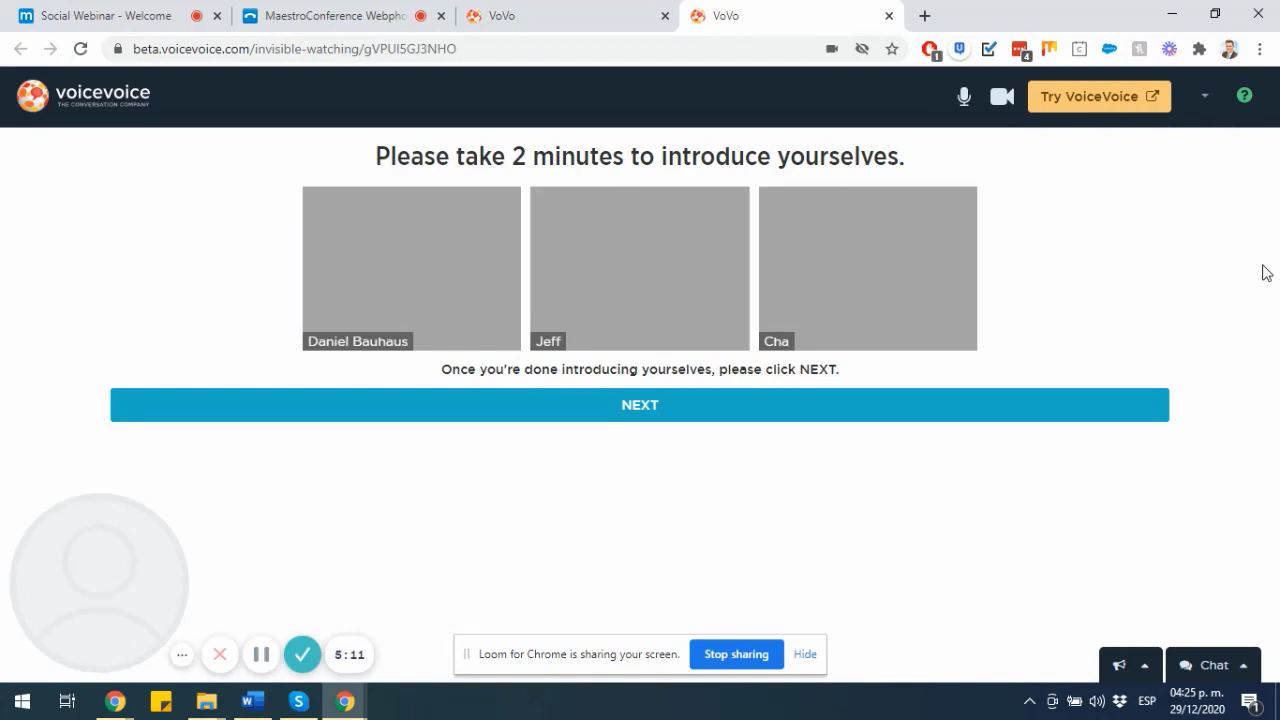 Social Webinar - Welcome
MaestroConference Webpho
VoVo
VoVo
beta.voicevoice.com/invisible-watching/gVPUI5GJ3NHO
1
4
voicevoice
THE CONVERSATION COMPANY
Try VoiceVoice
?
Please take 2 minutes to introduce yourselves.
Daniel Bauhaus
Jeff
Cha
Once you're done introducing yourselves, please click NEXT.
NEXT
5:11
Loom for Chrome is sharing your screen.
Stop sharing
Hide
Chat
ESP
04:25 p. m.
29/12/2020
1